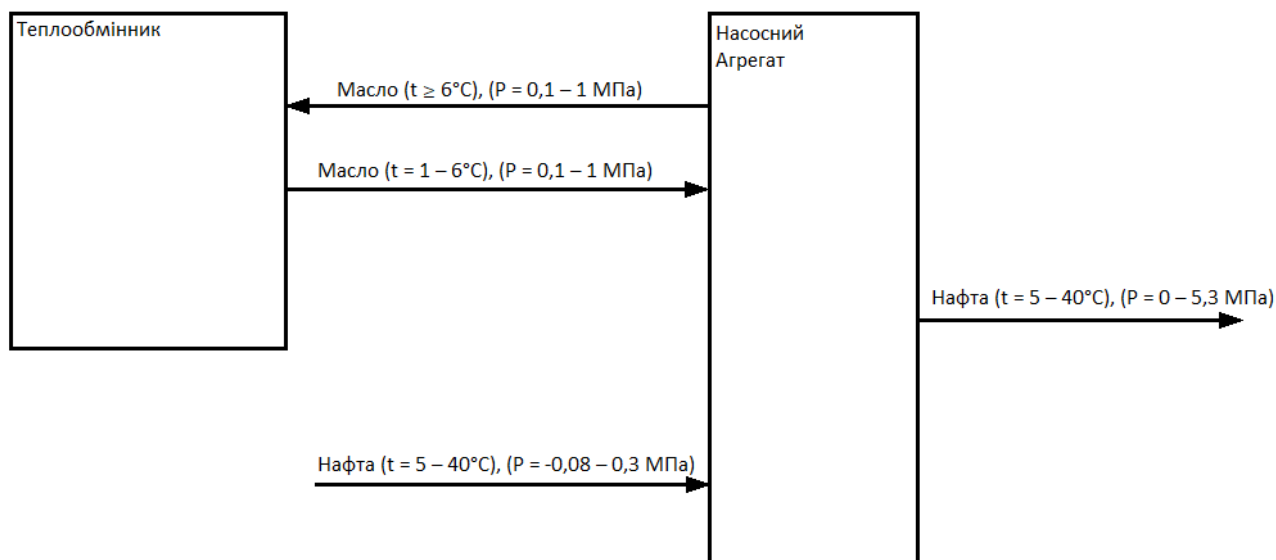 Теплообмінник
Насосний
Агрегат
Масло (t ≥ 6°C), (P = 0,1 – 1 МПа)
Масло (t = 1 – 6°C), (P = 0,1 – 1 МПа)
Нафта (t = 5 – 40°C), (P = 0 – 5,3 МПа)
Нафта (t = 5 – 40°C), (P = -0,08 – 0,3 МПа)